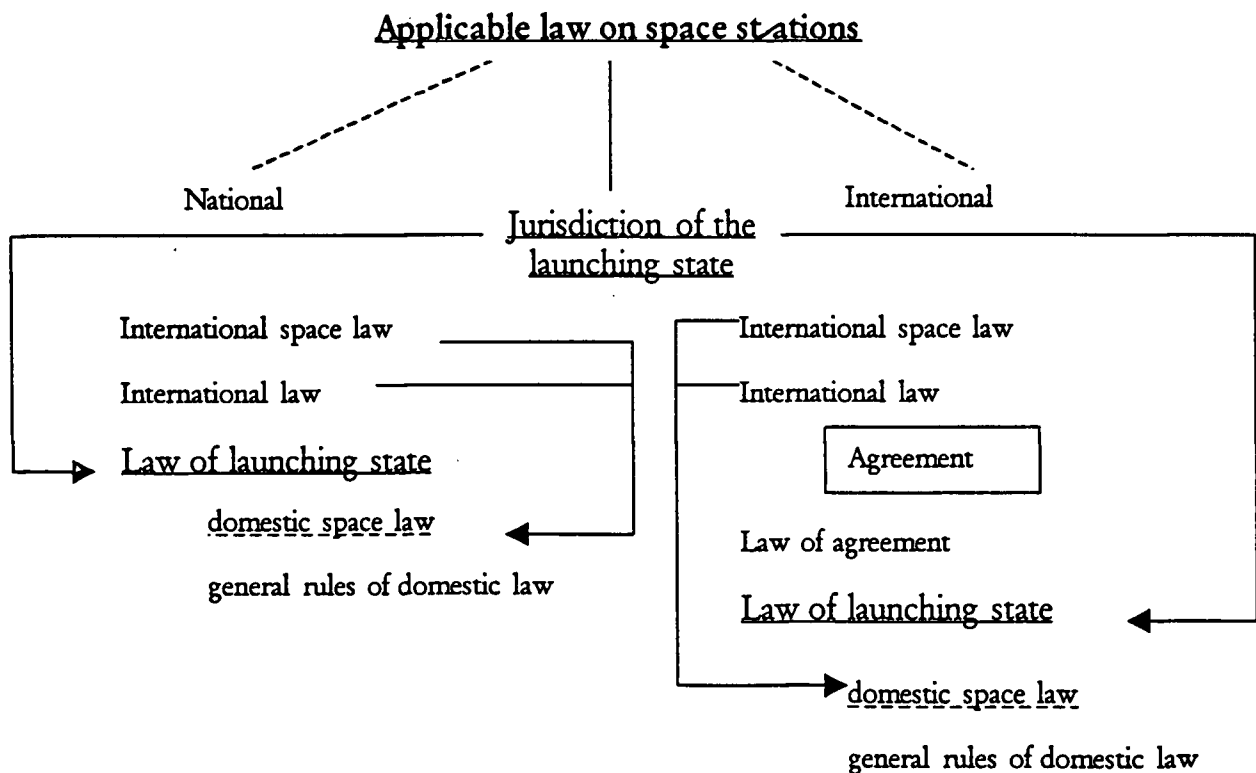 Applicable law on space stations
National
International
Jurisdiction of the
launching state
International space law
International law
Law of launching state
domestic space law
general rules of domestic law
International space law
International law
Agreement
Law of agreement
Law of launching state
domestic space law
general rules of domestic law